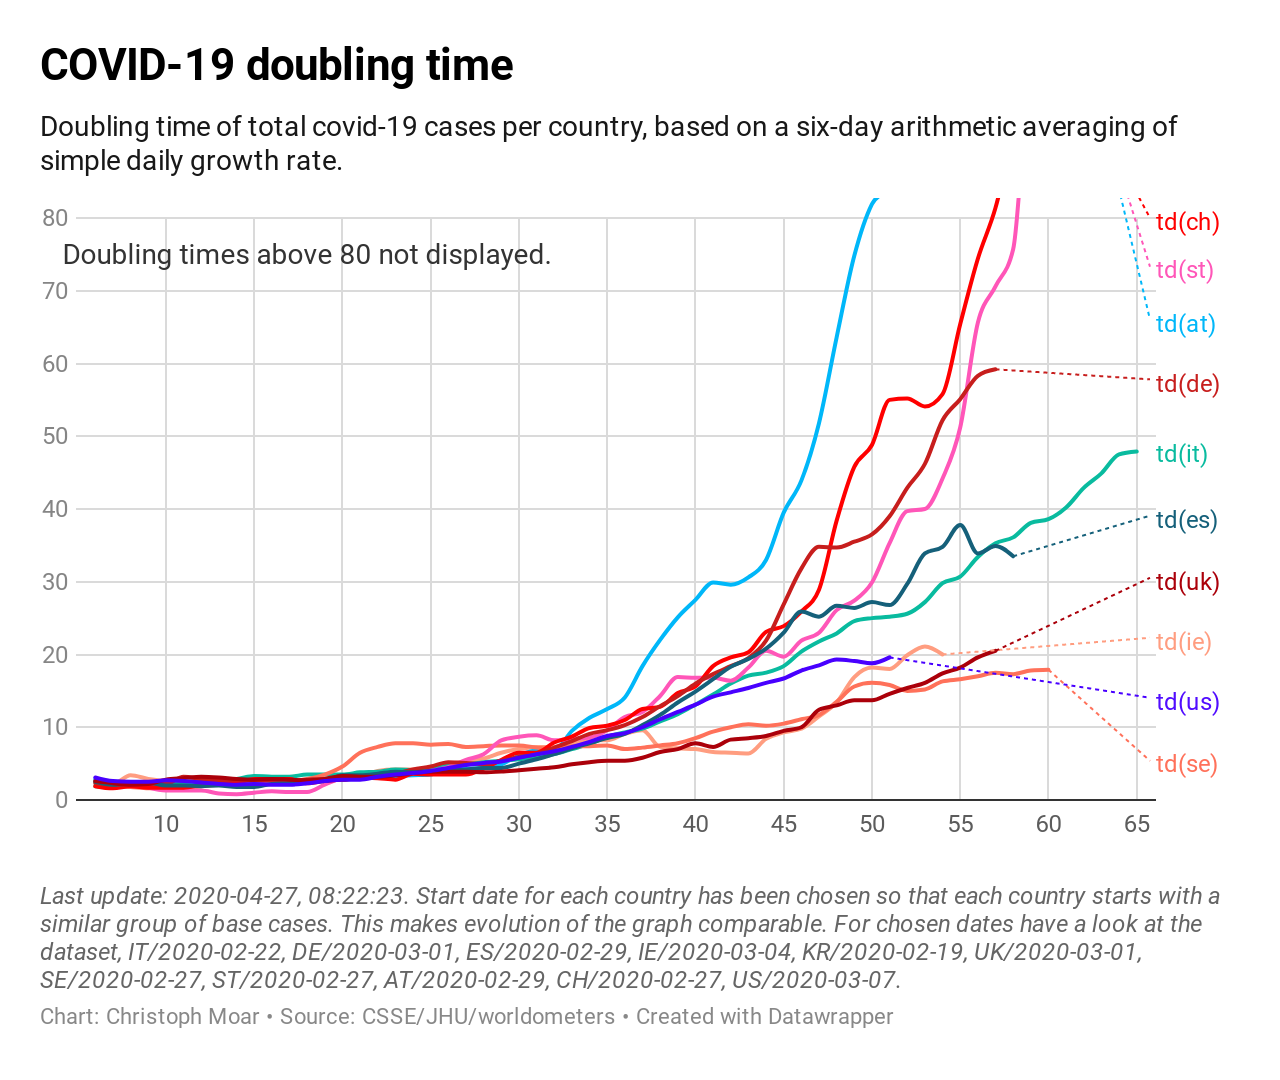 COVID-19 doubling time
Doubling time of total covid-19 cases per country, based on a six-day arithmetic averaging of
simple daily growth rate.
80
Doubling times above 80 not displayed.
70
60
50
40
30
20
10
0
td(ch)
td(st)
td(at)
td(de)
td(it)
td(es)
td(uk)
td(ie)
td(us)
td(se)
10 15 20 25 30 35 40 45 50 55 60 65
Last update: 2020-04-27, 08:22:23. Start date for each country has been chosen so that each country starts with a
similar group of base cases. This makes evolution of the graph comparable. For chosen dates have a look at the
dataset, IT/2020-02-22, DE/2020-03-01, ES/2020-02-29, IE/2020-03-04, KR/2020-02-19, UK/2020-03-01,
SE/2020-02-27, ST/2020-02-27, AT/2020-02-29, CH/2020-02-27, US/2020-03-07.
Chart: Christoph Moar • Source: CSSE/JHU/worldometers • Created with Datawrapper